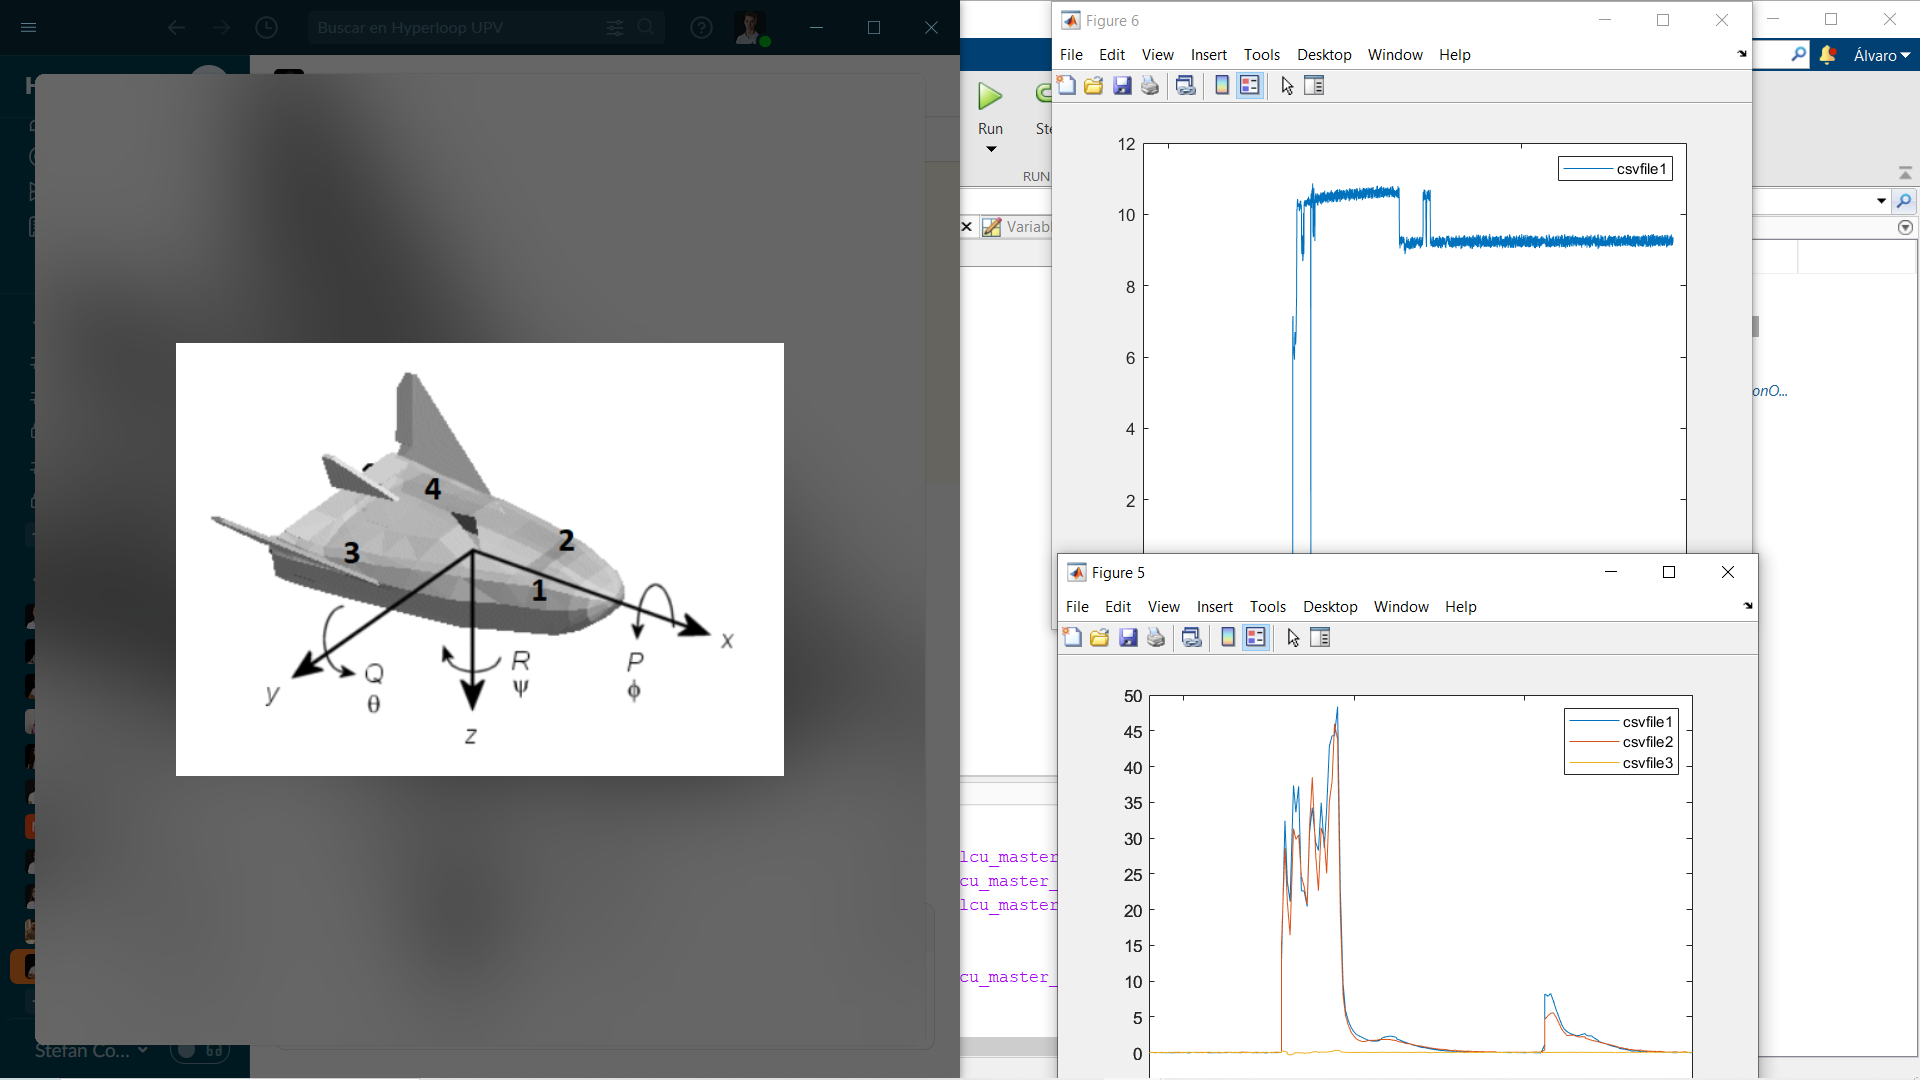 Buscar en Hyperloop UPV
4
2
3
1
x
y
Q
θ
R
ψ
P
ϕ
z
Stefan Co...
Run
RUN
Álvaro
onO...
lcu_master
cu_master_
lcu_master
cu_master_
Figure 6
File Edit View Insert Tools Desktop Window Help
csvfile1
12
10
8
6
4
2
Figure 5
File Edit View Insert Tools Desktop Window Help
csvfile1
csvfile2
csvfile3
50
45
40
35
30
25
20
15
10
5
0